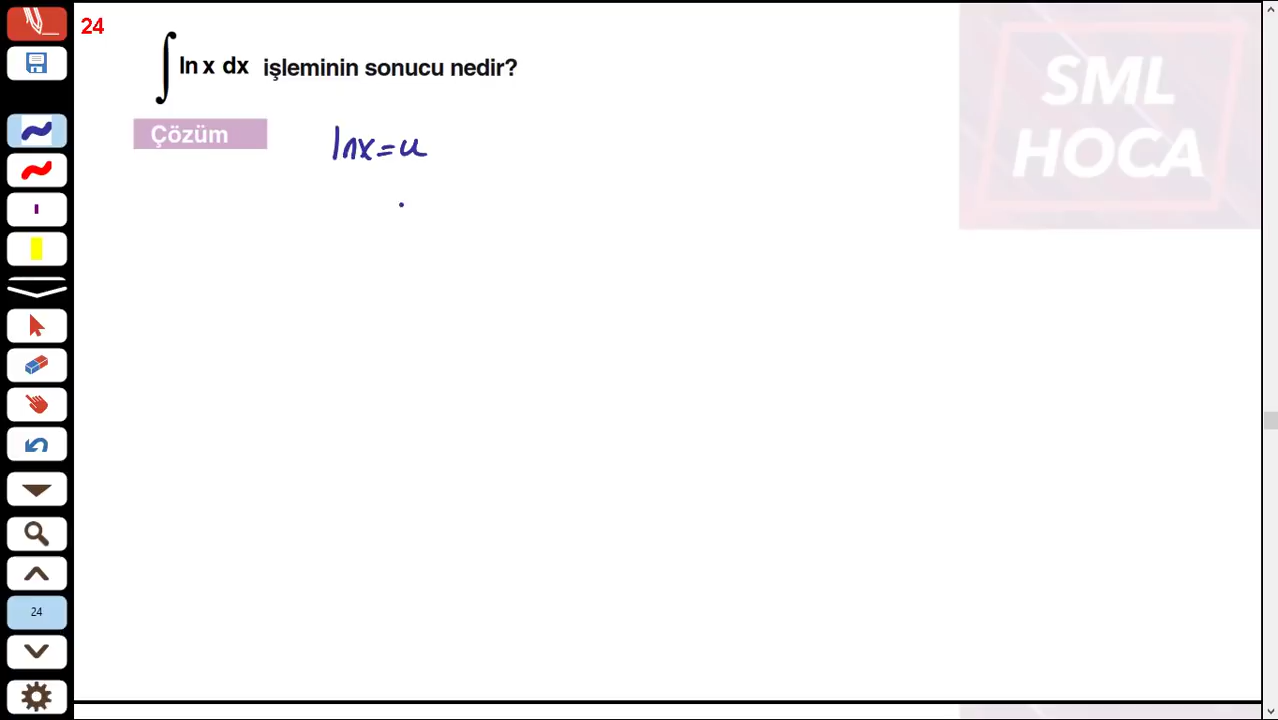 24
∫ ln x dx işleminin sonucu nedir?
Çözüm
lnx=u
SML
HOCA
24